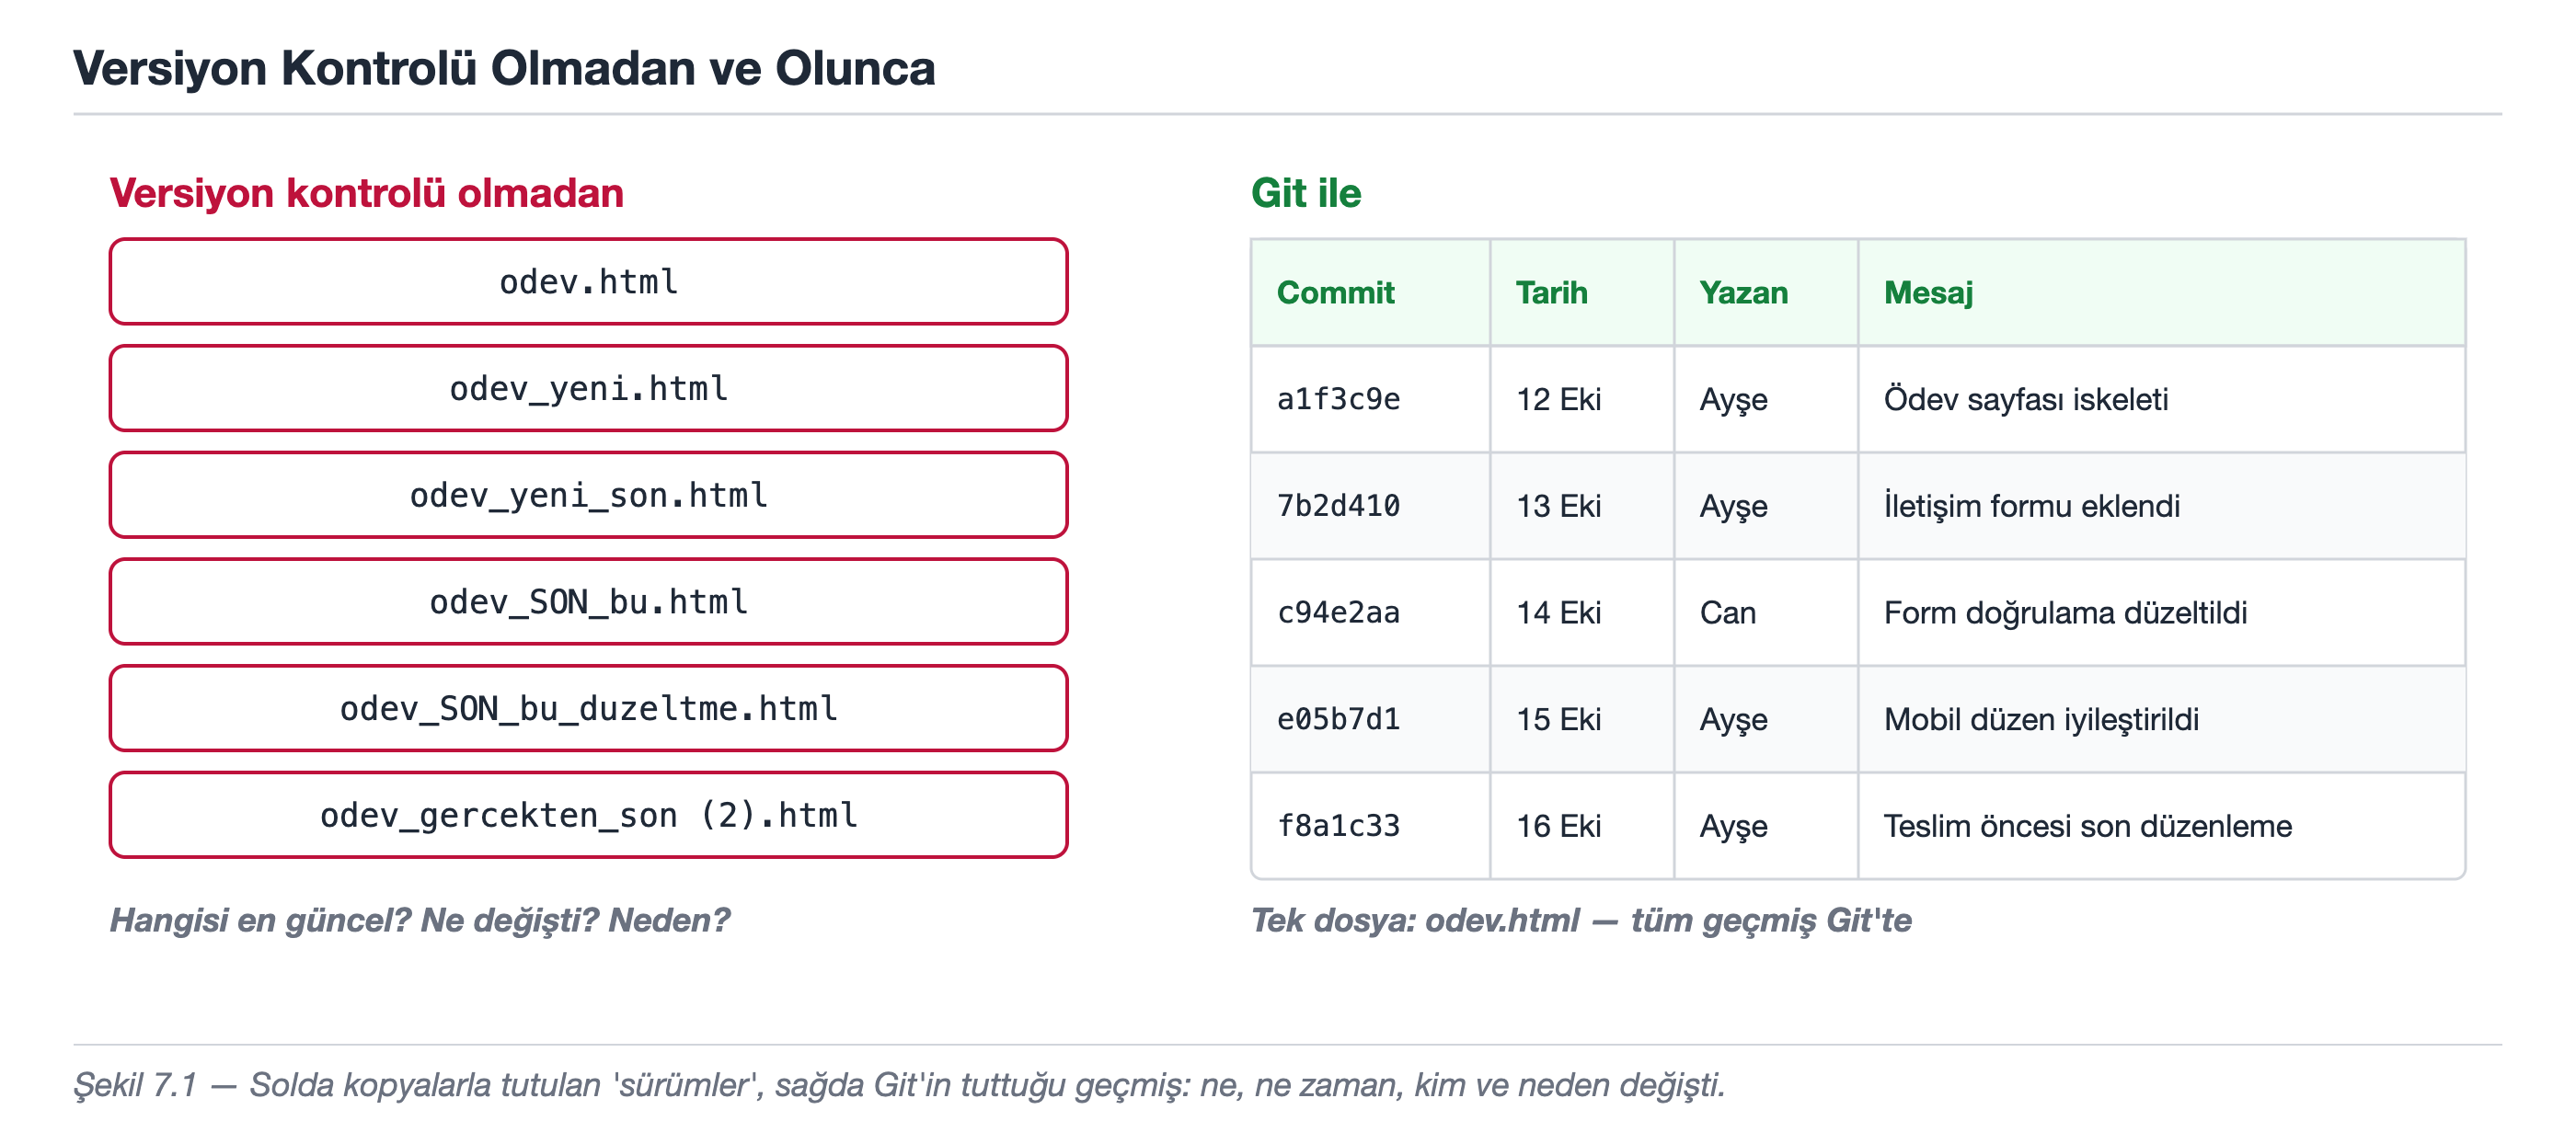 Versiyon Kontrolü Olmadan ve Olunca
Versiyon kontrolü olmadan
odev.html
odev_yeni.html
odev_yeni_son.html
odev_SON_bu.html
odev_SON_bu_duzeltme.html
odev_gercekten_son (2).html
Hangisi en güncel? Ne değişti? Neden?
Git ile
Commit Tarih Yazan Mesaj
a1f3c9e 12 Eki Ayşe Ödev sayfası iskeleti
7b2d410 13 Eki Ayşe İletişim formu eklendi
c94e2aa 14 Eki Can Form doğrulama düzeltildi
e05b7d1 15 Eki Ayşe Mobil düzen iyileştirildi
f8a1c33 16 Eki Ayşe Teslim öncesi son düzenleme
Tek dosya: odev.html — tüm geçmiş Git'te
Şekil 7.1 — Solda kopyalarla tutulan 'sürümler', sağda Git'in tuttuğu geçmiş: ne, ne zaman, kim ve neden değişti.